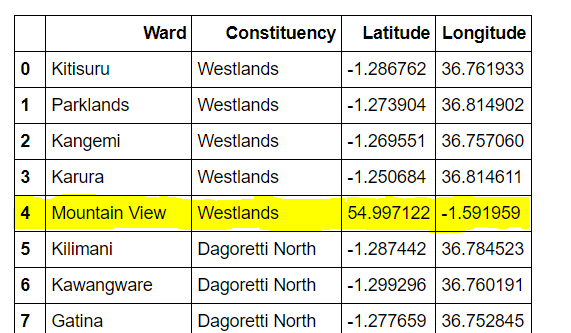 Ward Constituency Latitude Longitude
0 Kitisuru Westlands -1.286762 36.761933
1 Parklands Westlands -1.273904 36.814902
2 Kangemi Westlands -1.269551 36.757060
3 Karura Westlands -1.250684 36.814611
4 Mountain View Westlands 54.997122 -1.591959
5 Kilimani Dagoretti North -1.287442 36.784523
6 Kawangware Dagoretti North -1.299296 36.760191
7 Gatina Dagoretti North -1.277659 36.752845